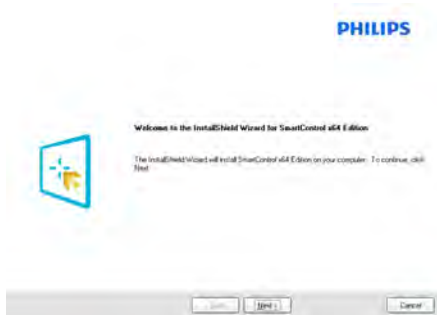 PHILIPS
Welcome to the InstallShield Wizard for SmartControl x64 Edition
The InstallShield Wizard will install SmartControl x64 Edition on your computer. To continue, click
Next
Next >
Cancel